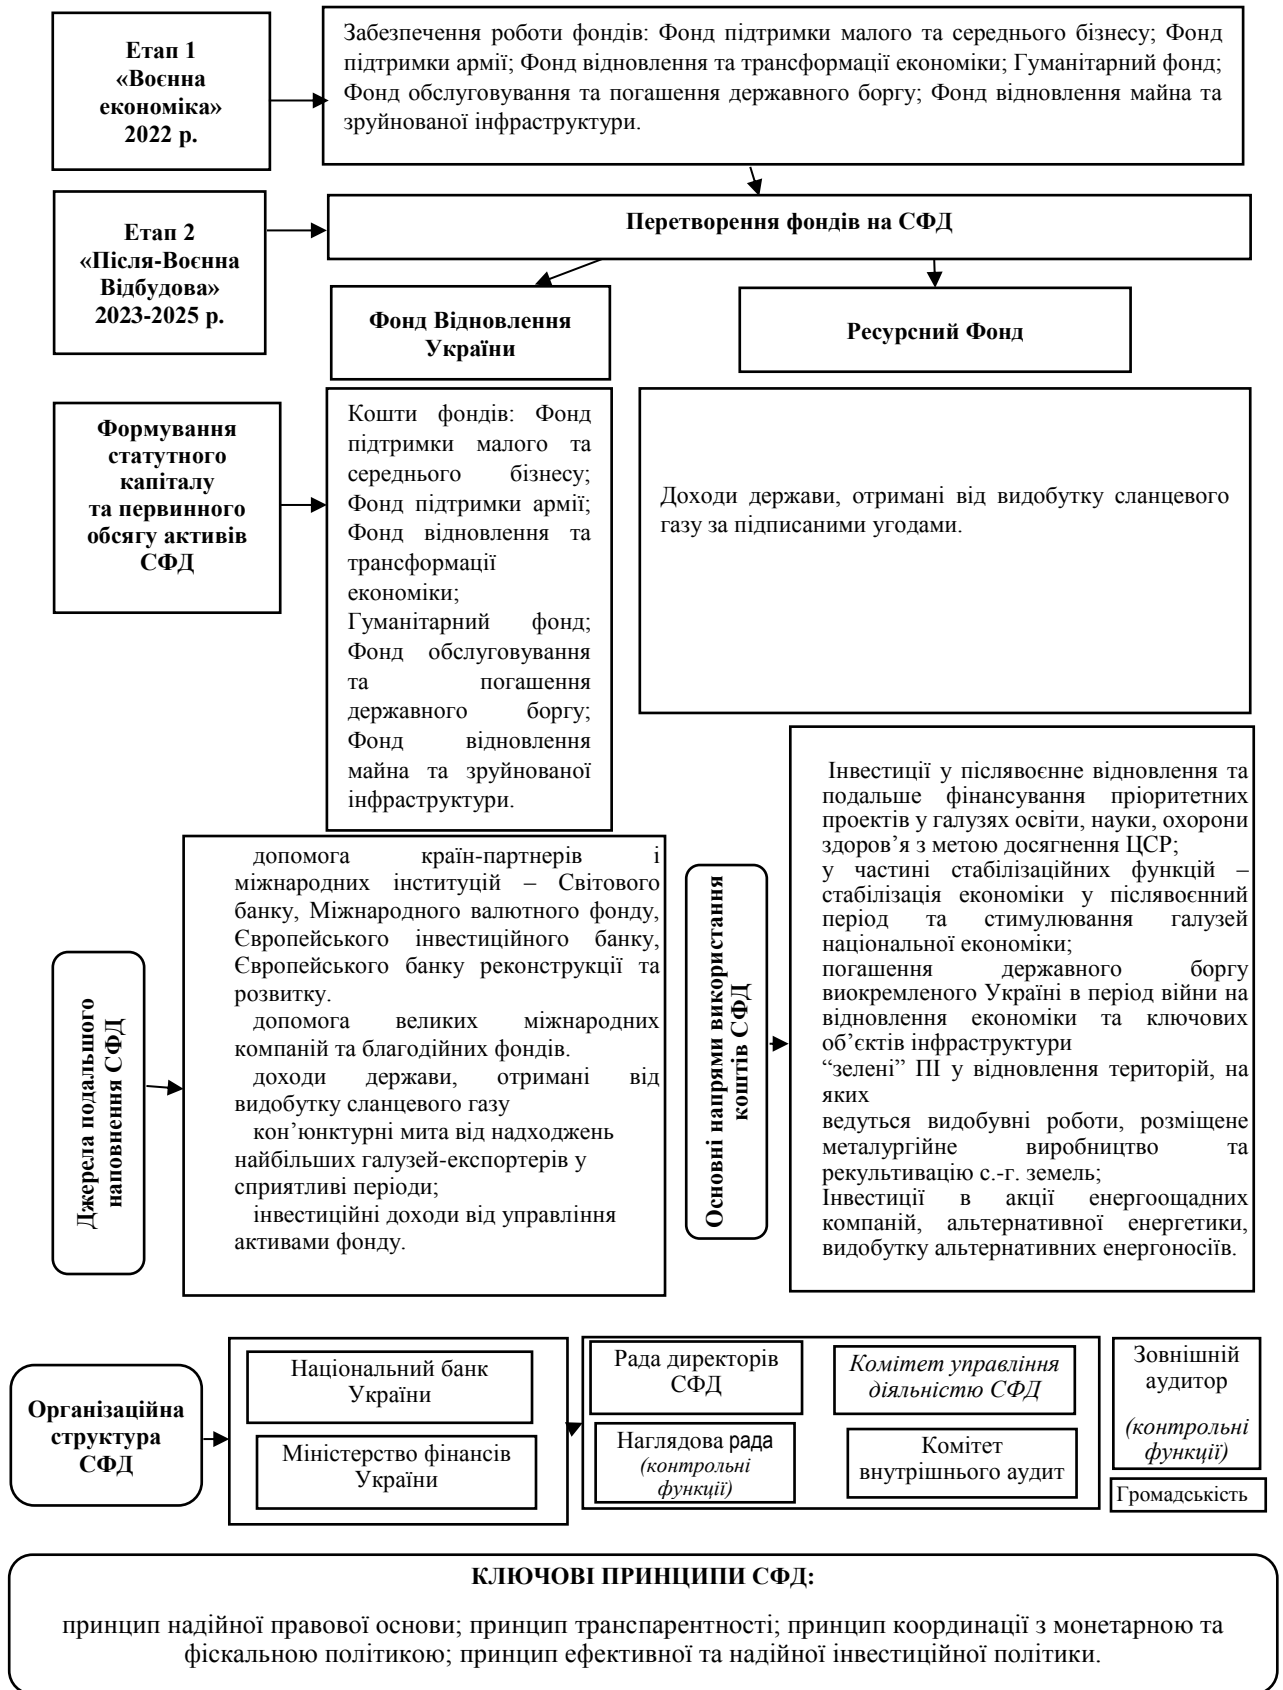 Етап 1
«Воєнна
економіка»
2022 р.
Забезпечення роботи фондів: Фонд підтримки малого та середнього бізнесу; Фонд
підтримки армії; Фонд відновлення та трансформації економіки; Гуманітарний фонд;
Фонд обслуговування та погашення державного боргу; Фонд відновлення майна та
зруйнованої інфраструктури.
Етап 2
«Після-Воєнна
Відбудова»
2023-2025 р.
Перетворення фондів на СФД
Фонд Відновлення
України
Ресурсний Фонд
Формування
статутного
капіталу
та первинного
обсягу активів
СФД
Кошти фондів: Фонд
підтримки малого та
середнього бізнесу;
Фонд підтримки армії;
Фонд відновлення та
трансформації
економіки;
Гуманітарний фонд;
Фонд обслуговування
та погашення
державного боргу;
Фонд відновлення
майна та зруйнованої
інфраструктури.
Доходи держави, отримані від видобутку сланцевого
газу за підписаними угодами.
Джерела подальшого
наповнення СФД
допомога країн-партнерів і
міжнародних інституцій – Світового
банку, Міжнародного валютного фонду,
Європейського інвестиційного банку,
Європейського банку реконструкції та
розвитку.
допомога великих міжнародних
компаній та благодійних фондів.
доходи держави, отримані від
видобутку сланцевого газу
кон’юнктурні мита від надходжень
найбільших галузей-експортерів у
сприятливі періоди;
інвестиційні доходи від управління
активами фонду.
Основні напрями використання
коштів СФД
Інвестиції у післявоєнне відновлення та
подальше фінансування пріоритетних
проектів у галузях освіти, науки, охорони
здоров’я з метою досягнення ЦСР;
у частині стабілізаційних функцій –
стабілізація економіки у післявоєнний
період та стимулювання галузей
національної економіки;
погашення державного боргу
виокремленого Україні в період війни на
відновлення економіки та ключових
об’єктів інфраструктури
“зелені” ПІ у відновлення територій, на
яких
ведуться видобувні роботи, розміщене
металургійне виробництво та
рекультивацію с.-г. земель;
Інвестиції в акції енергоощадних
компаній, альтернативної енергетики,
видобутку альтернативних енергоносіїв.
Організаційна
структура
СФД
Національний банк
України
Міністерство фінансів
України
Рада директорів
СФД
Комітет управління
діяльністю СФД
Наглядова рада
(контрольні
функції)
Комітет
внутрішнього аудит
Зовнішній
аудитор
(контрольні
функції)
Громадськість
КЛЮЧОВІ ПРИНЦИПИ СФД:
принцип надійної правової основи; принцип транспарентності; принцип координації з монетарною та
фіскальною політикою; принцип ефективної та надійної інвестиційної політики.